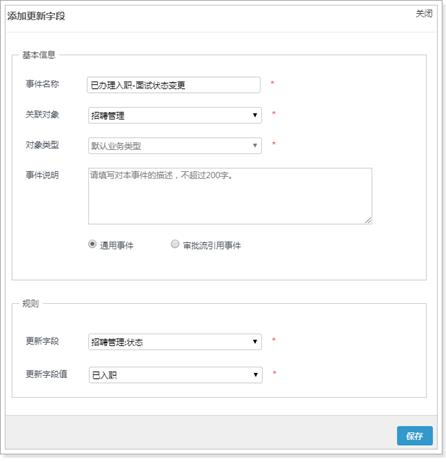 添加更新字段 关闭
基本信息
事件名称 已办理入职-面试状态变更 *
关联对象 招聘管理 *
对象类型 默认业务类型 *
事件说明 请填写对本事件的描述，不超过200字。
通用事件 审批流引用事件
规则
更新字段 招聘管理:状态 *
更新字段值 已入职 *
保存